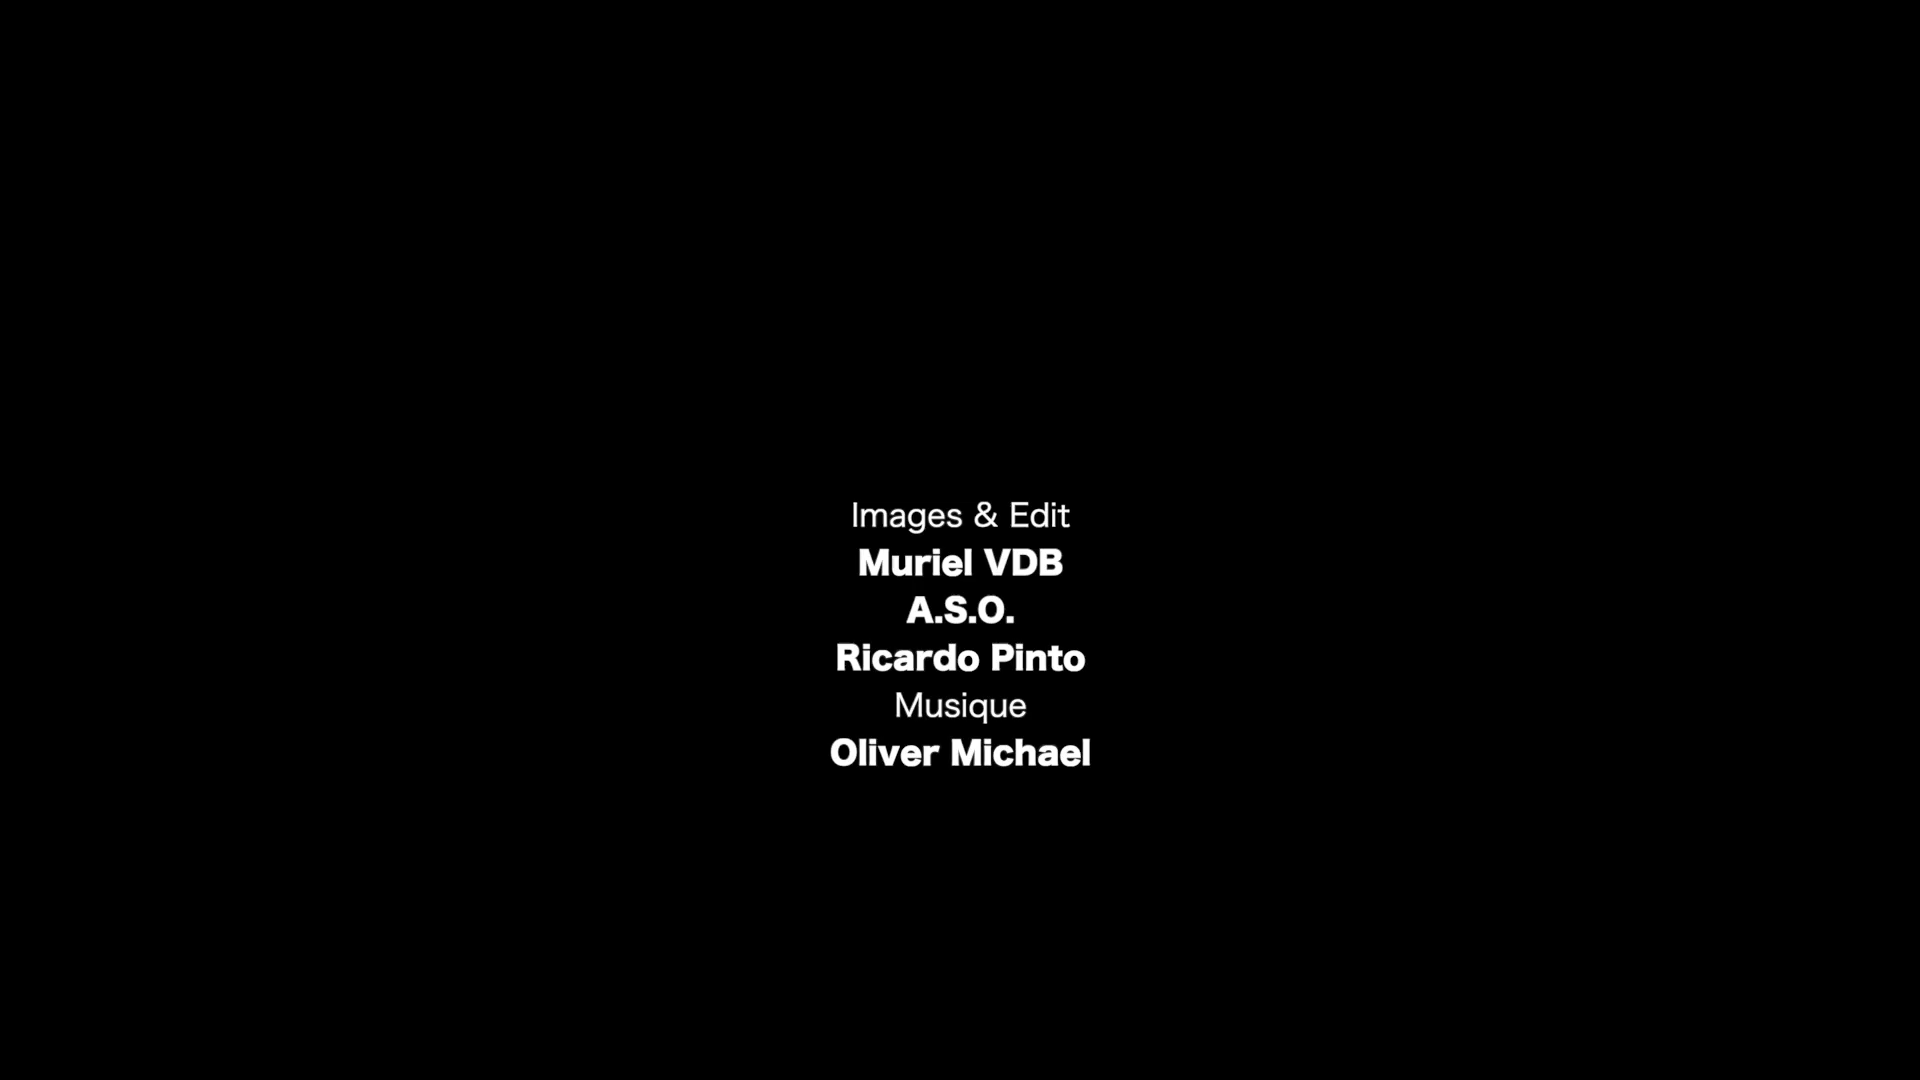 Images & Edit
Muriel VDB
A.S.O.
Ricardo Pinto
Musique
Oliver Michael